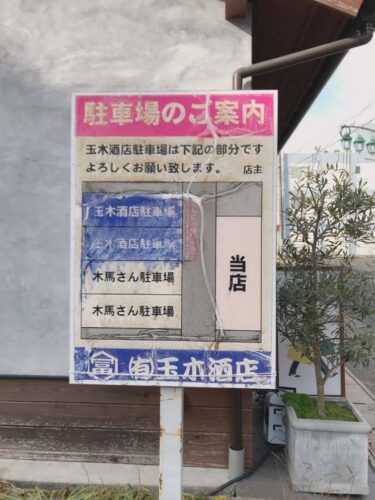 駐車場のご案内
玉木酒店駐車場は下記の部分です
よろしくお願い致します。 店主
玉木酒店駐車場
玉木酒店駐車場
木馬さん駐車場
木馬さん駐車場
当店
富 ㈲玉木酒店